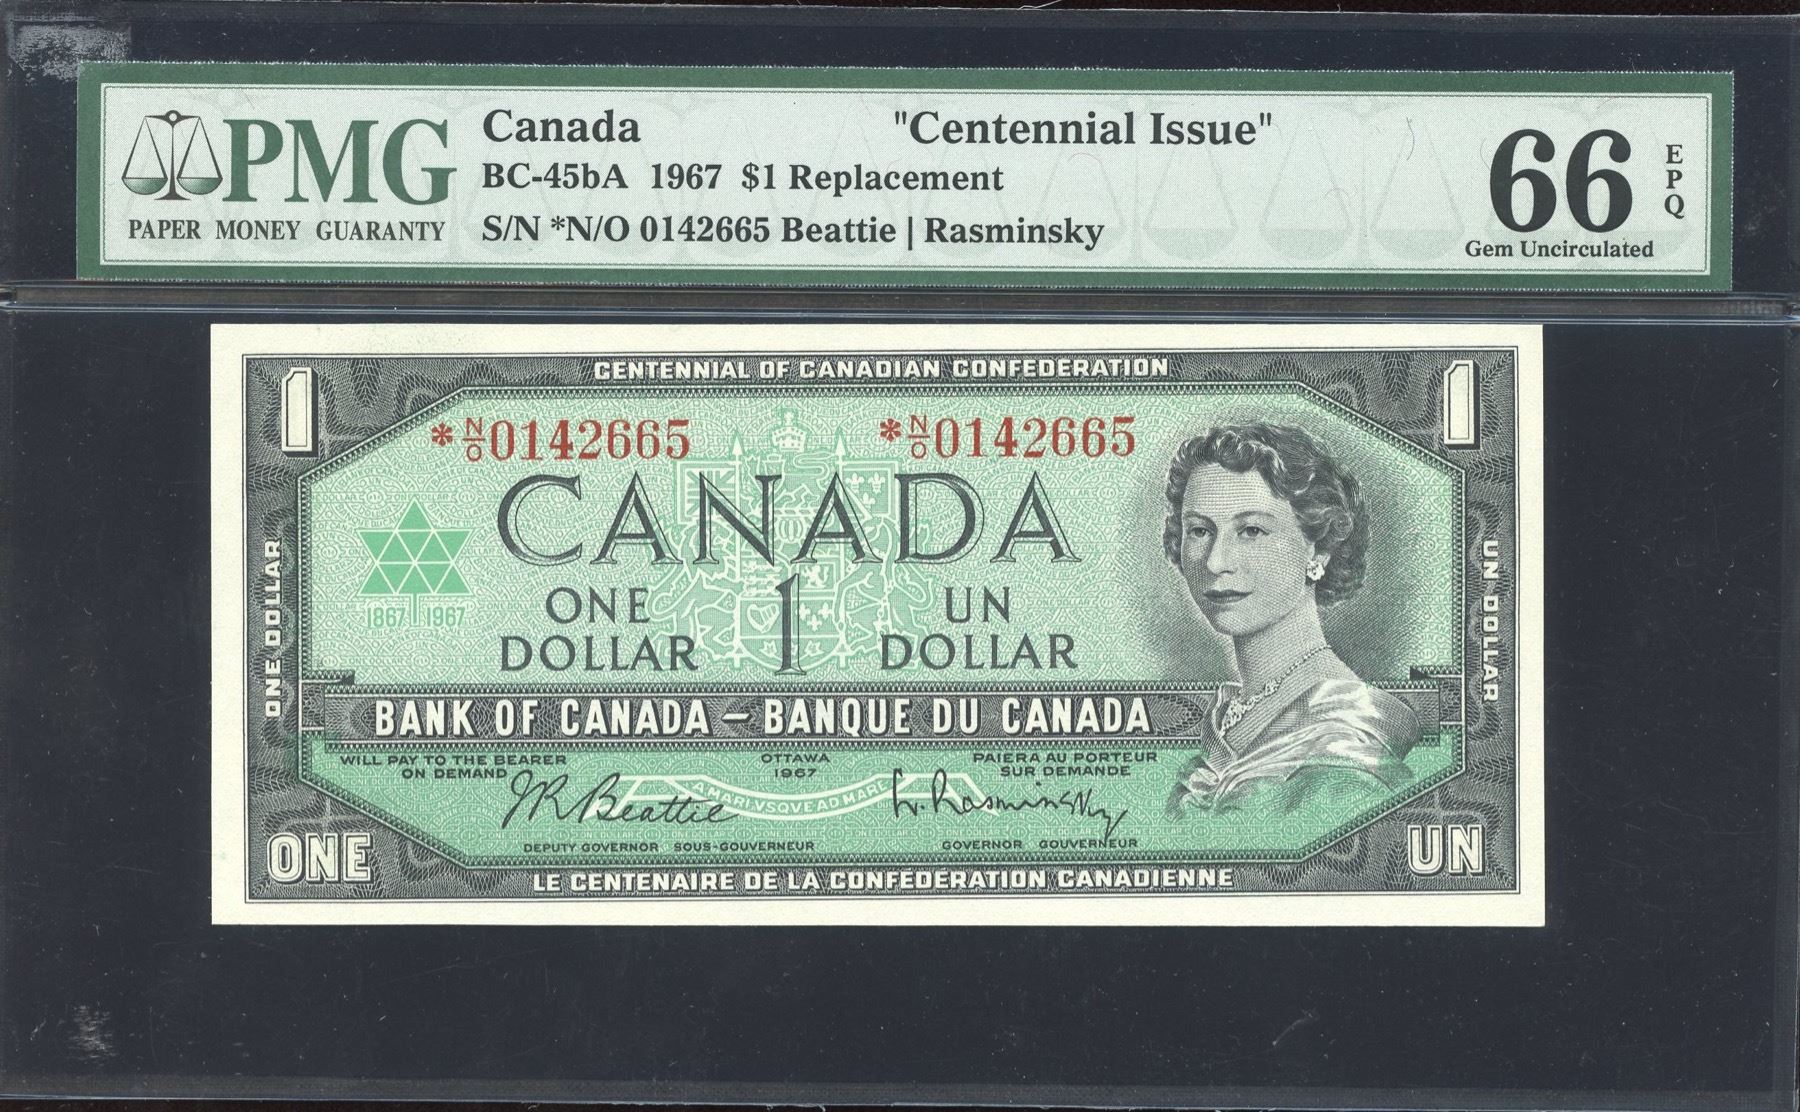 PMG
PAPER MONEY GUARANTY
Canada "Centennial Issue"
BC-45bA 1967 $1 Replacement
S/N *N/O 0142665 Beattie | Rasminsky
66
EPQ
Gem Uncirculated
1 CENTENNIAL OF CANADIAN CONFEDERATION 1
*N/O0142665 *N/O0142665
CANADA
1867 1967
ONE DOLLAR 1 UN DOLLAR
ONE DOLLAR
UN DOLLAR
BANK OF CANADA – BANQUE DU CANADA
WILL PAY TO THE BEARER
ON DEMAND
OTTAWA
1967
PAIERA AU PORTEUR
SUR DEMANDE
A MARI VSQVE AD MARE
JR Beattie
L. Rasminsky
DEPUTY GOVERNOR SOUS-GOUVERNEUR
GOVERNOR GOUVERNEUR
ONE
UN
LE CENTENAIRE DE LA CONFÉDÉRATION CANADIENNE